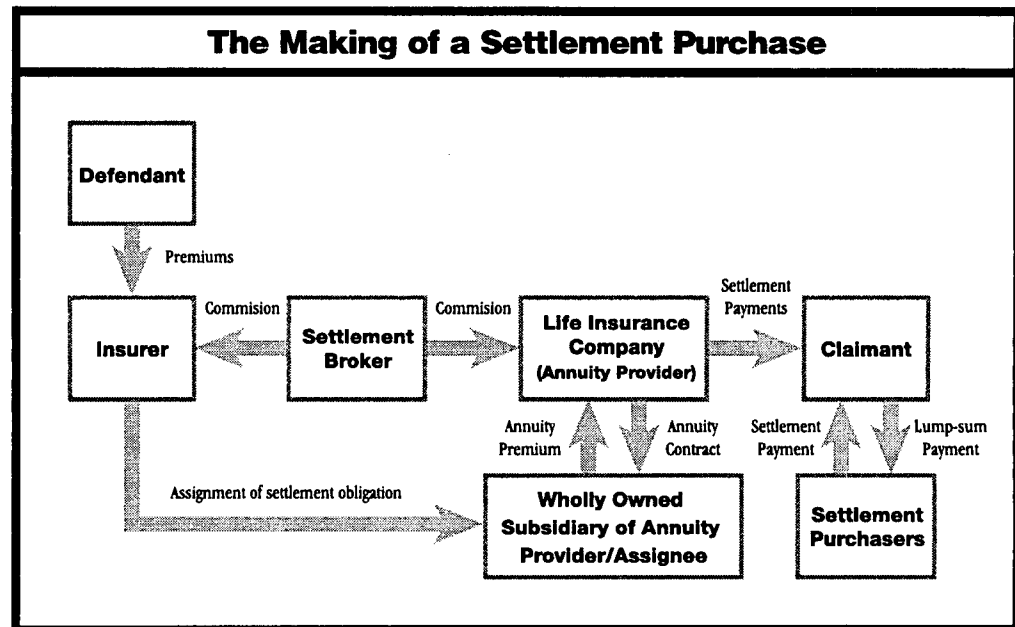 The Making of a Settlement Purchase
Defendant
Premiums
Insurer
Commision
Settlement
Broker
Commision
Life Insurance
Company
(Annuity Provider)
Settlement
Payments
Claimant
Annuity
Premium
Annuity
Contract
Settlement
Payment
Lump-sum
Payment
Assignment of settlement obligation
Wholly Owned
Subsidiary of Annuity
Provider/Assignee
Settlement
Purchasers